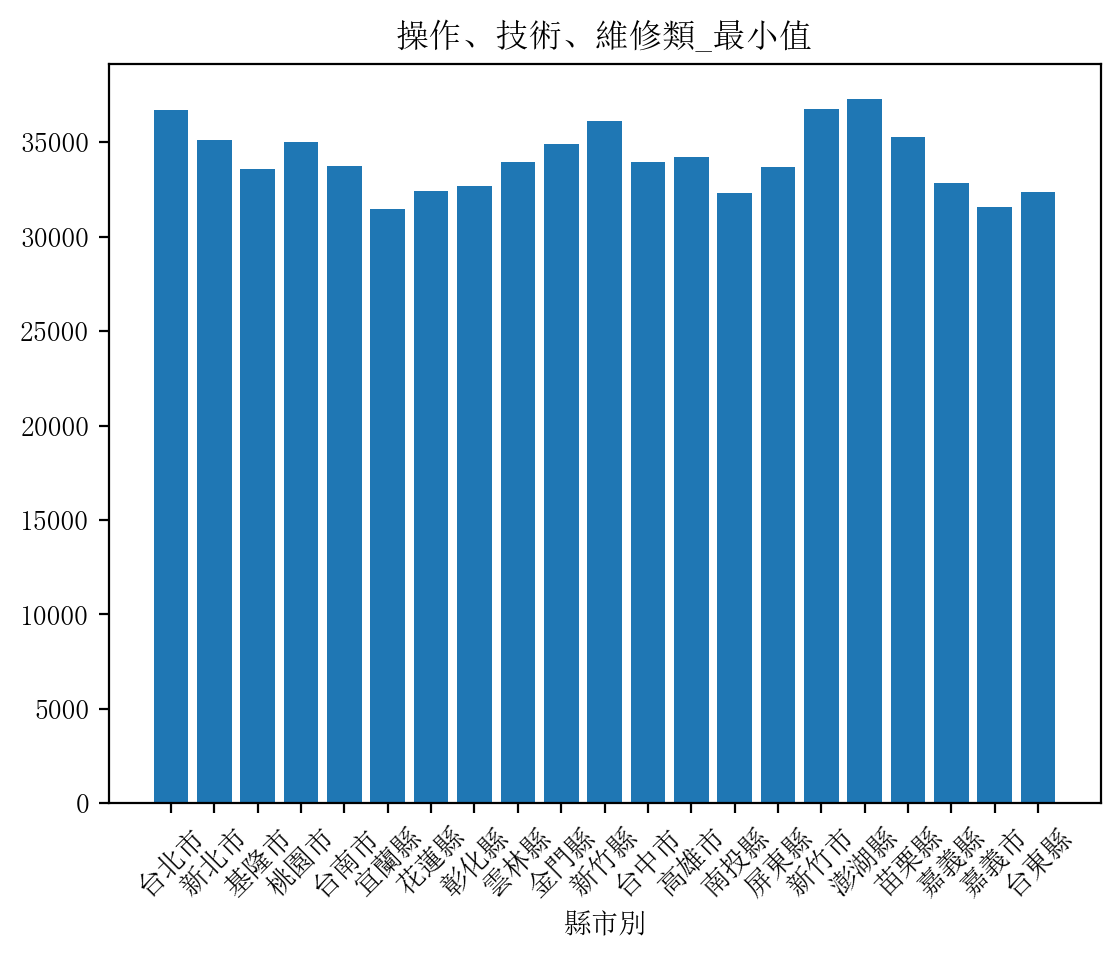 操作、技術、維修類_最小值
35000
30000
25000
20000
15000
10000
5000
0
台北市
新北市
基隆市
桃園市
台南市
宜蘭縣
花蓮縣
彰化縣
雲林縣
金門縣
新竹縣
台中市
高雄市
南投縣
屏東縣
新竹市
澎湖縣
苗栗縣
嘉義縣
嘉義市
台東縣
縣市別